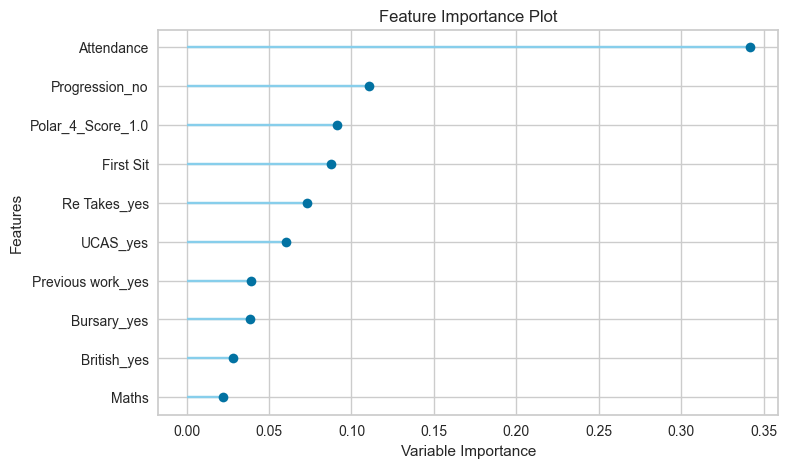 Feature Importance Plot
Features
Attendance
Progression_no
Polar_4_Score_1.0
First Sit
Re Takes_yes
UCAS_yes
Previous work_yes
Bursary_yes
British_yes
Maths
0.00 0.05 0.10 0.15 0.20 0.25 0.30 0.35
Variable Importance